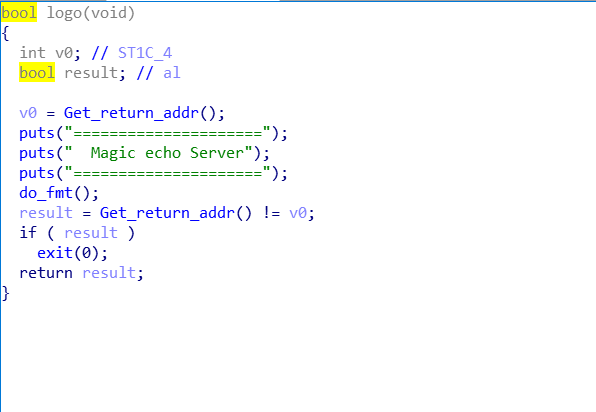 bool logo(void)
{
  int v0; // ST1C_4
  bool result; // al

  v0 = Get_return_addr();
  puts("=====================");
  puts("  Magic echo Server");
  puts("=====================");
  do_fmt();
  result = Get_return_addr() != v0;
  if ( result )
    exit(0);
  return result;
}